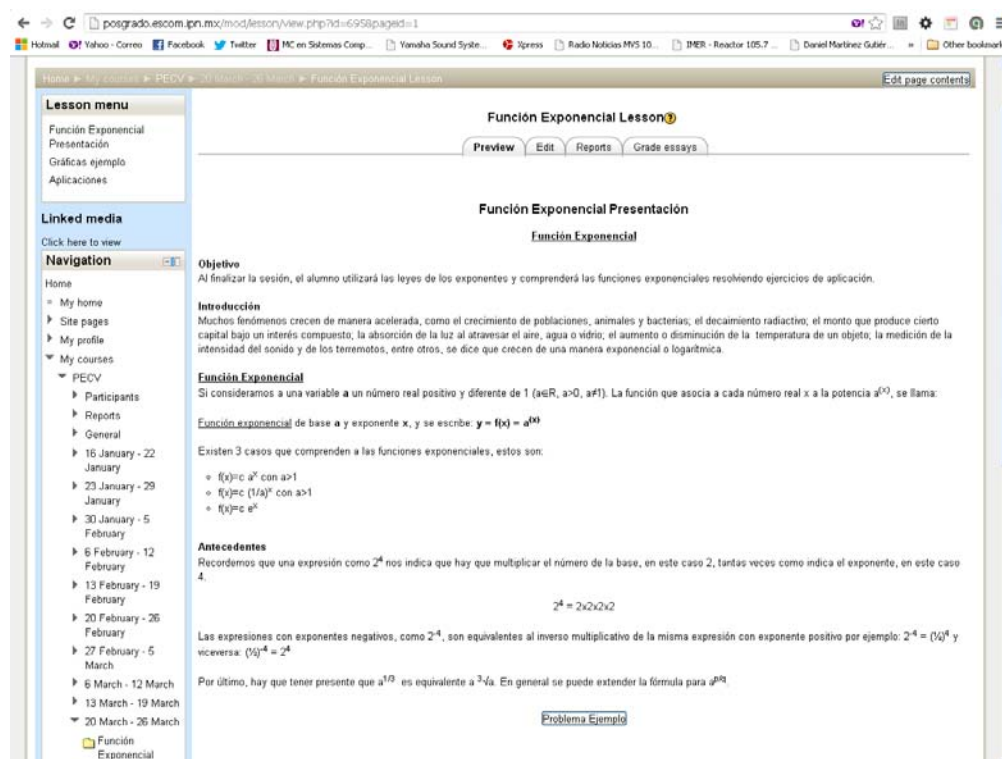 posgrado.escom.ipn.mx/mod/lesson/view.php?id=695&pageid=1
Hotmail Yahoo - Correo Facebook Twitter MC en Sistemas Comp... Yamaha Sound Syste... Xpress Radio Noticias MVS 10... IMER - Reactor 105.7 ... Daniel Martínez Gutiér... » Other bookmark
Home ► My courses ► PECV ► 20 March - 26 March ► Función Exponencial Lesson
Edit page contents
Lesson menu
Función Exponencial
Presentación
Gráficas ejemplo
Aplicaciones
Linked media
Click here to view
Navigation
Home
My home
Site pages
My profile
My courses
PECV
Participants
Reports
General
16 January - 22
January
23 January - 29
January
30 January - 5
February
6 February - 12
February
13 February - 19
February
20 February - 26
February
27 February - 5
March
6 March - 12 March
13 March - 19 March
20 March - 26 March
Función
Exponencial
Función Exponencial Lesson
Preview Edit Reports Grade essays
Función Exponencial Presentación
Función Exponencial
Objetivo
Al finalizar la sesión, el alumno utilizará las leyes de los exponentes y comprenderá las funciones exponenciales resolviendo ejercicios de aplicación.
Introducción
Muchos fenómenos crecen de manera acelerada, como el crecimiento de poblaciones, animales y bacterias; el decaimiento radiactivo; el monto que produce cierto
capital bajo un interés compuesto; la absorción de la luz al atravesar el aire, agua o vidrio; el aumento o disminución de la temperatura de un objeto; la medición de la
intensidad del sonido y de los terremotos, entre otros, se dice que crecen de una manera exponencial o logarítmica.
Función Exponencial
Si consideramos a una variable a un número real positivo y diferente de 1 (a∈R, a>0, a≠1). La función que asocia a cada número real x a la potencia a⁽ˣ⁾, se llama:
Función exponencial de base a y exponente x, y se escribe: y = f(x) = a⁽ˣ⁾
Existen 3 casos que comprenden a las funciones exponenciales, estos son:
f(x)=c aˣ con a>1
f(x)=c (1/a)ˣ con a>1
f(x)=c eˣ
Antecedentes
Recordemos que una expresión como 2⁴ nos indica que hay que multiplicar el número de la base, en este caso 2, tantas veces como indica el exponente, en este caso
4.
2⁴ = 2x2x2x2
Las expresiones con exponentes negativos, como 2⁻⁴, son equivalentes al inverso multiplicativo de la misma expresión con exponente positivo por ejemplo: 2⁻⁴ = (½)⁴ y
viceversa: (½)⁻⁴ = 2⁴
Por último, hay que tener presente que a^1/3 es equivalente a ³√a. En general se puede extender la fórmula para a^p/q.
Problema Ejemplo